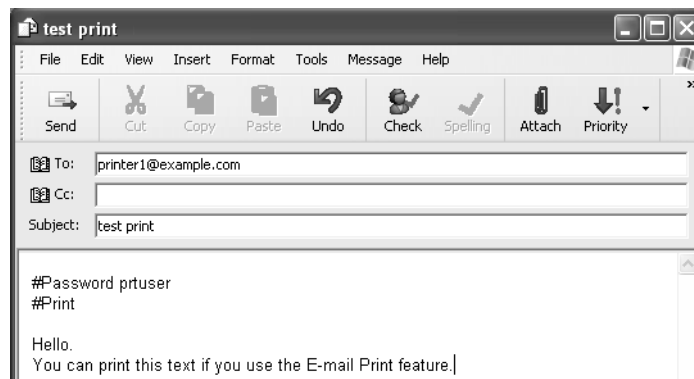 test print
File Edit View Insert Format Tools Message Help
Send Cut Copy Paste Undo Check Spelling Attach Priority
To: printer1@example.com
Cc:
Subject: test print
#Password prtuser
#Print
Hello.
You can print this text if you use the E-mail Print feature.